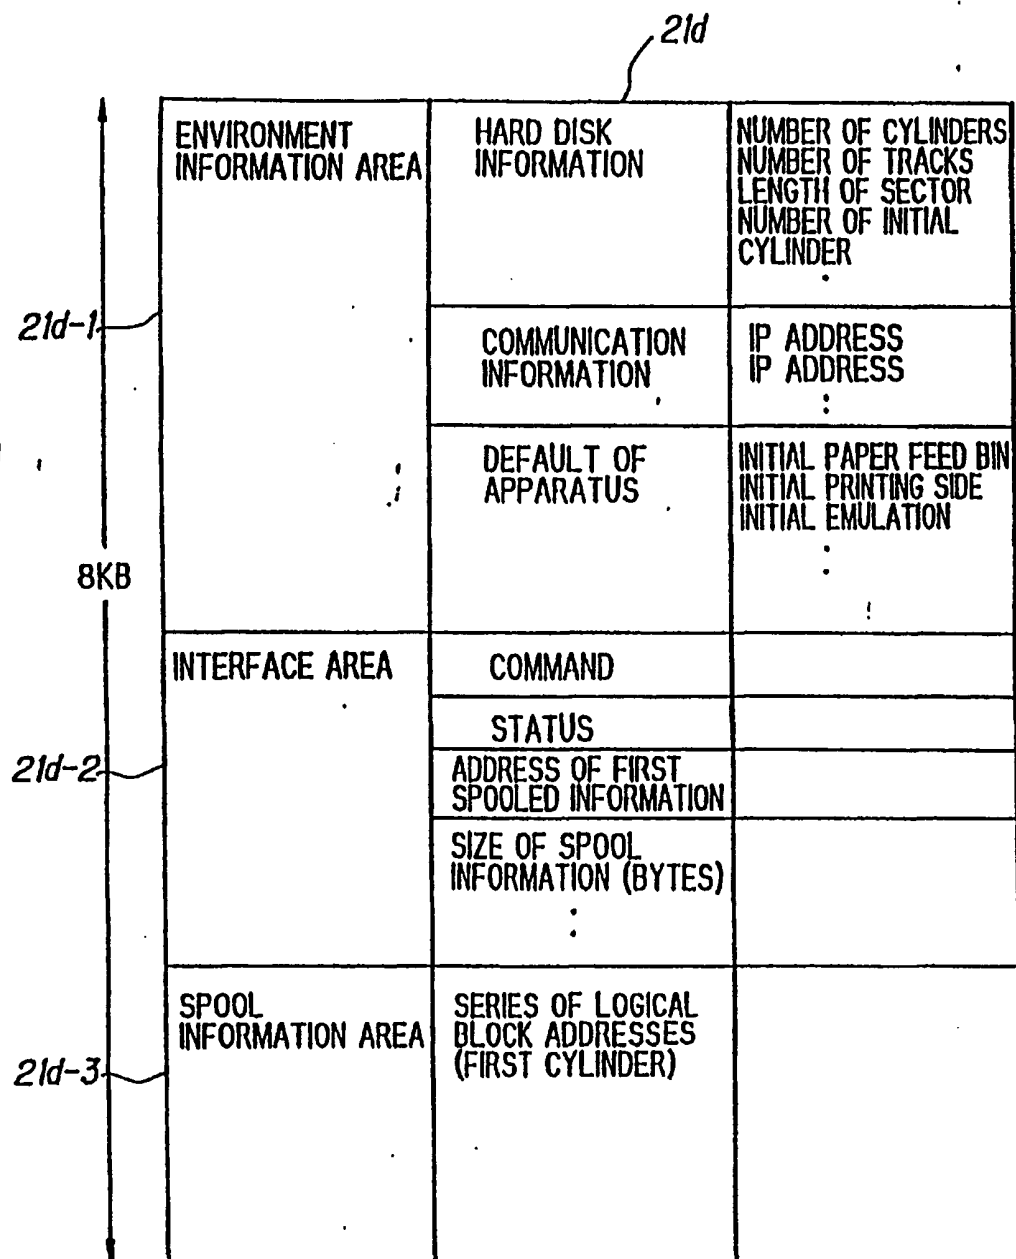 21d
ENVIRONMENT
INFORMATION AREA
HARD DISK
INFORMATION
NUMBER OF CYLINDERS
NUMBER OF TRACKS
LENGTH OF SECTOR
NUMBER OF INITIAL
CYLINDER
21d-1
COMMUNICATION
INFORMATION
IP ADDRESS
IP ADDRESS
DEFAULT OF
APPARATUS
INITIAL PAPER FEED BIN
INITIAL PRINTING SIDE
INITIAL EMULATION
8KB
INTERFACE AREA
COMMAND
STATUS
21d-2
ADDRESS OF FIRST
SPOOLED INFORMATION
SIZE OF SPOOL
INFORMATION (BYTES)
SPOOL
INFORMATION AREA
SERIES OF LOGICAL
BLOCK ADDRESSES
(FIRST CYLINDER)
21d-3